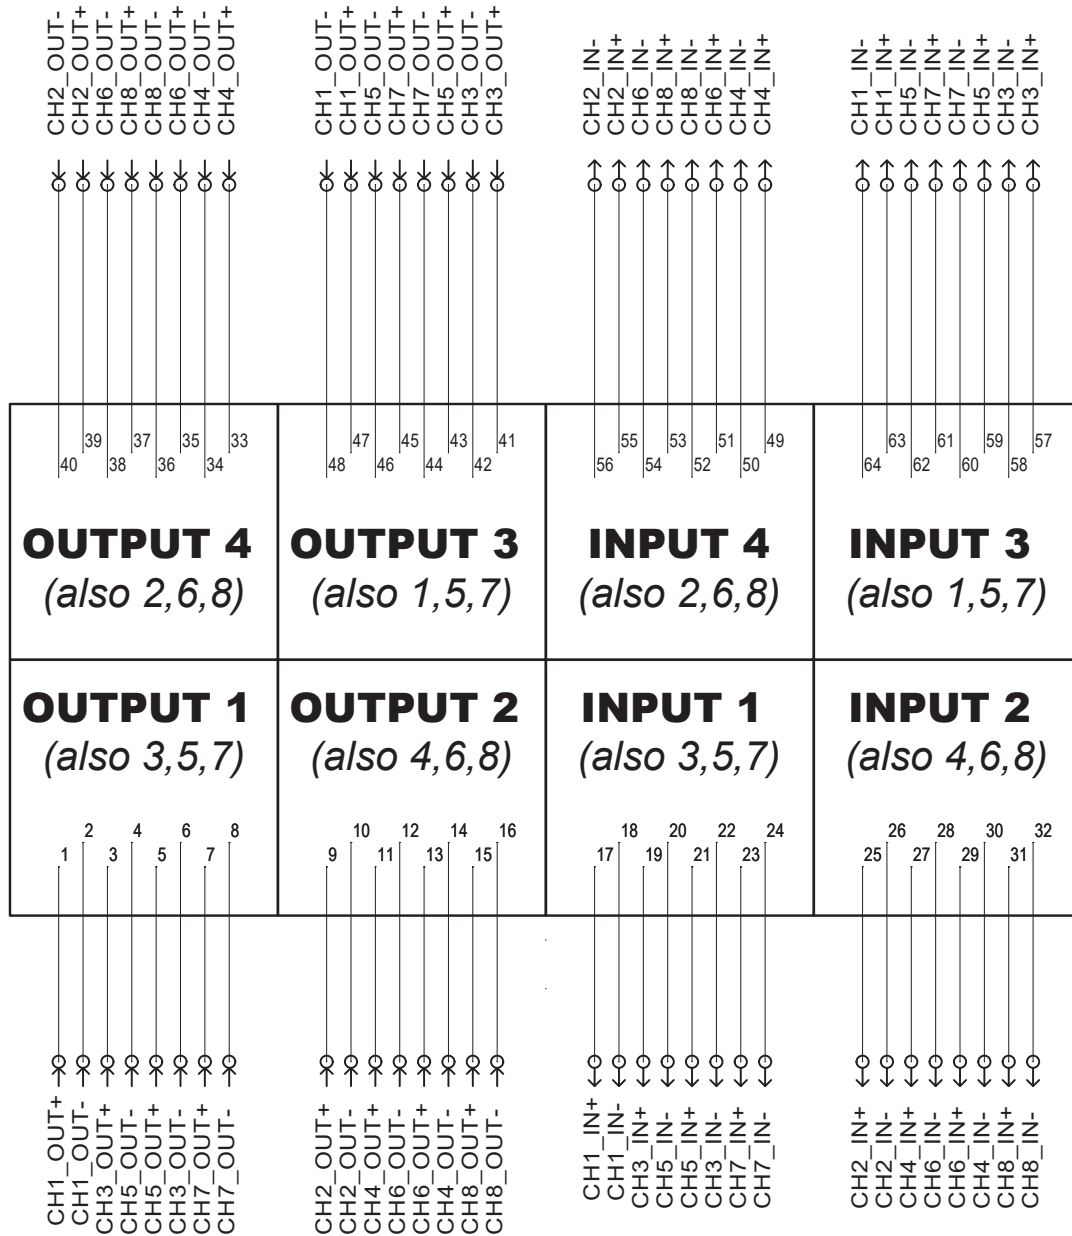 CH2_OUT-
CH2_OUT+
CH6_OUT-
CH8_OUT+
CH8_OUT-
CH6_OUT+
CH4_OUT-
CH4_OUT+
CH1_OUT-
CH1_OUT+
CH5_OUT-
CH7_OUT+
CH7_OUT-
CH5_OUT+
CH3_OUT-
CH3_OUT+
CH2_IN-
CH2_IN+
CH6_IN-
CH8_IN+
CH8_IN-
CH6_IN+
CH4_IN-
CH4_IN+
CH1_IN-
CH1_IN+
CH5_IN-
CH7_IN+
CH7_IN-
CH5_IN+
CH3_IN-
CH3_IN+
39 37 35 33
40 38 36 34
47 45 43 41
48 46 44 42
55 53 51 49
56 54 52 50
63 61 59 57
64 62 60 58
OUTPUT 4
(also 2,6,8)
OUTPUT 3
(also 1,5,7)
INPUT 4
(also 2,6,8)
INPUT 3
(also 1,5,7)
OUTPUT 1
(also 3,5,7)
OUTPUT 2
(also 4,6,8)
INPUT 1
(also 3,5,7)
INPUT 2
(also 4,6,8)
2 4 6 8
1 3 5 7
10 12 14 16
9 11 13 15
18 20 22 24
17 19 21 23
26 28 30 32
25 27 29 31
CH1_OUT+
CH1_OUT-
CH3_OUT+
CH5_OUT-
CH5_OUT+
CH3_OUT-
CH7_OUT+
CH7_OUT-
CH2_OUT+
CH2_OUT-
CH4_OUT+
CH6_OUT-
CH6_OUT+
CH4_OUT-
CH8_OUT+
CH8_OUT-
CH1_IN+
CH1_IN-
CH3_IN+
CH5_IN-
CH5_IN+
CH3_IN-
CH7_IN+
CH7_IN-
CH2_IN+
CH2_IN-
CH4_IN+
CH6_IN-
CH6_IN+
CH4_IN-
CH8_IN+
CH8_IN-